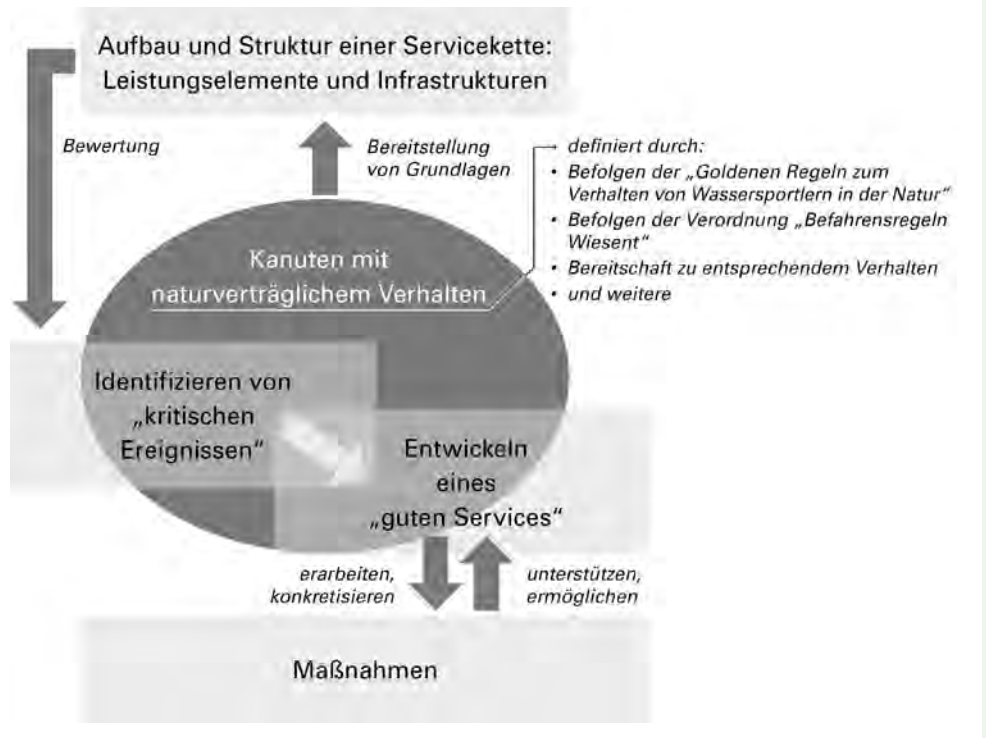 Aufbau und Struktur einer Servicekette:
Leistungselemente und Infrastrukturen
Bewertung
Bereitstellung
von Grundlagen
definiert durch:
• Befolgen der „Goldenen Regeln zum
Verhalten von Wassersportlern in der Natur“
• Befolgen der Verordnung „Befahrensregeln
Wiesent“
• Bereitschaft zu entsprechendem Verhalten
• und weitere
Kanuten mit
naturverträglichem Verhalten
Identifizieren von
„kritischen
Ereignissen“
Entwickeln
eines
„guten Services“
erarbeiten,
konkretisieren
unterstützen,
ermöglichen
Maßnahmen